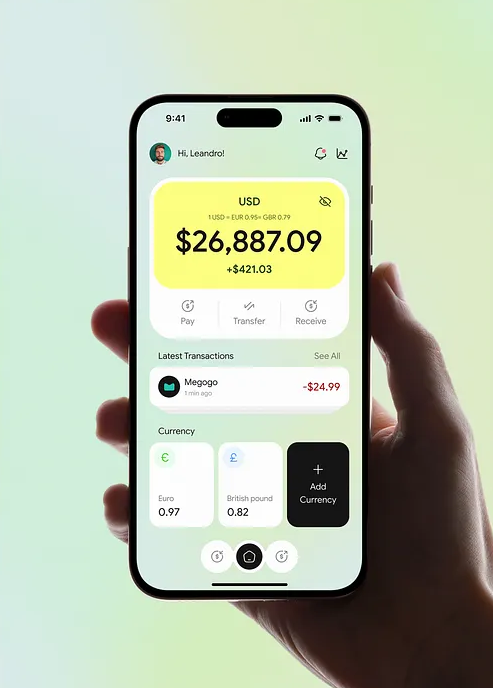 9:41
Hi, Leandro!
USD
1 USD = EUR 0.95= GBR 0.79
$26,887.09
+$421.03
Pay
Transfer
Receive
Latest Transactions
See All
Megogo
1 min ago
-$24.99
Currency
€
£
Euro
0.97
British pound
0.82
+
Add
Currency